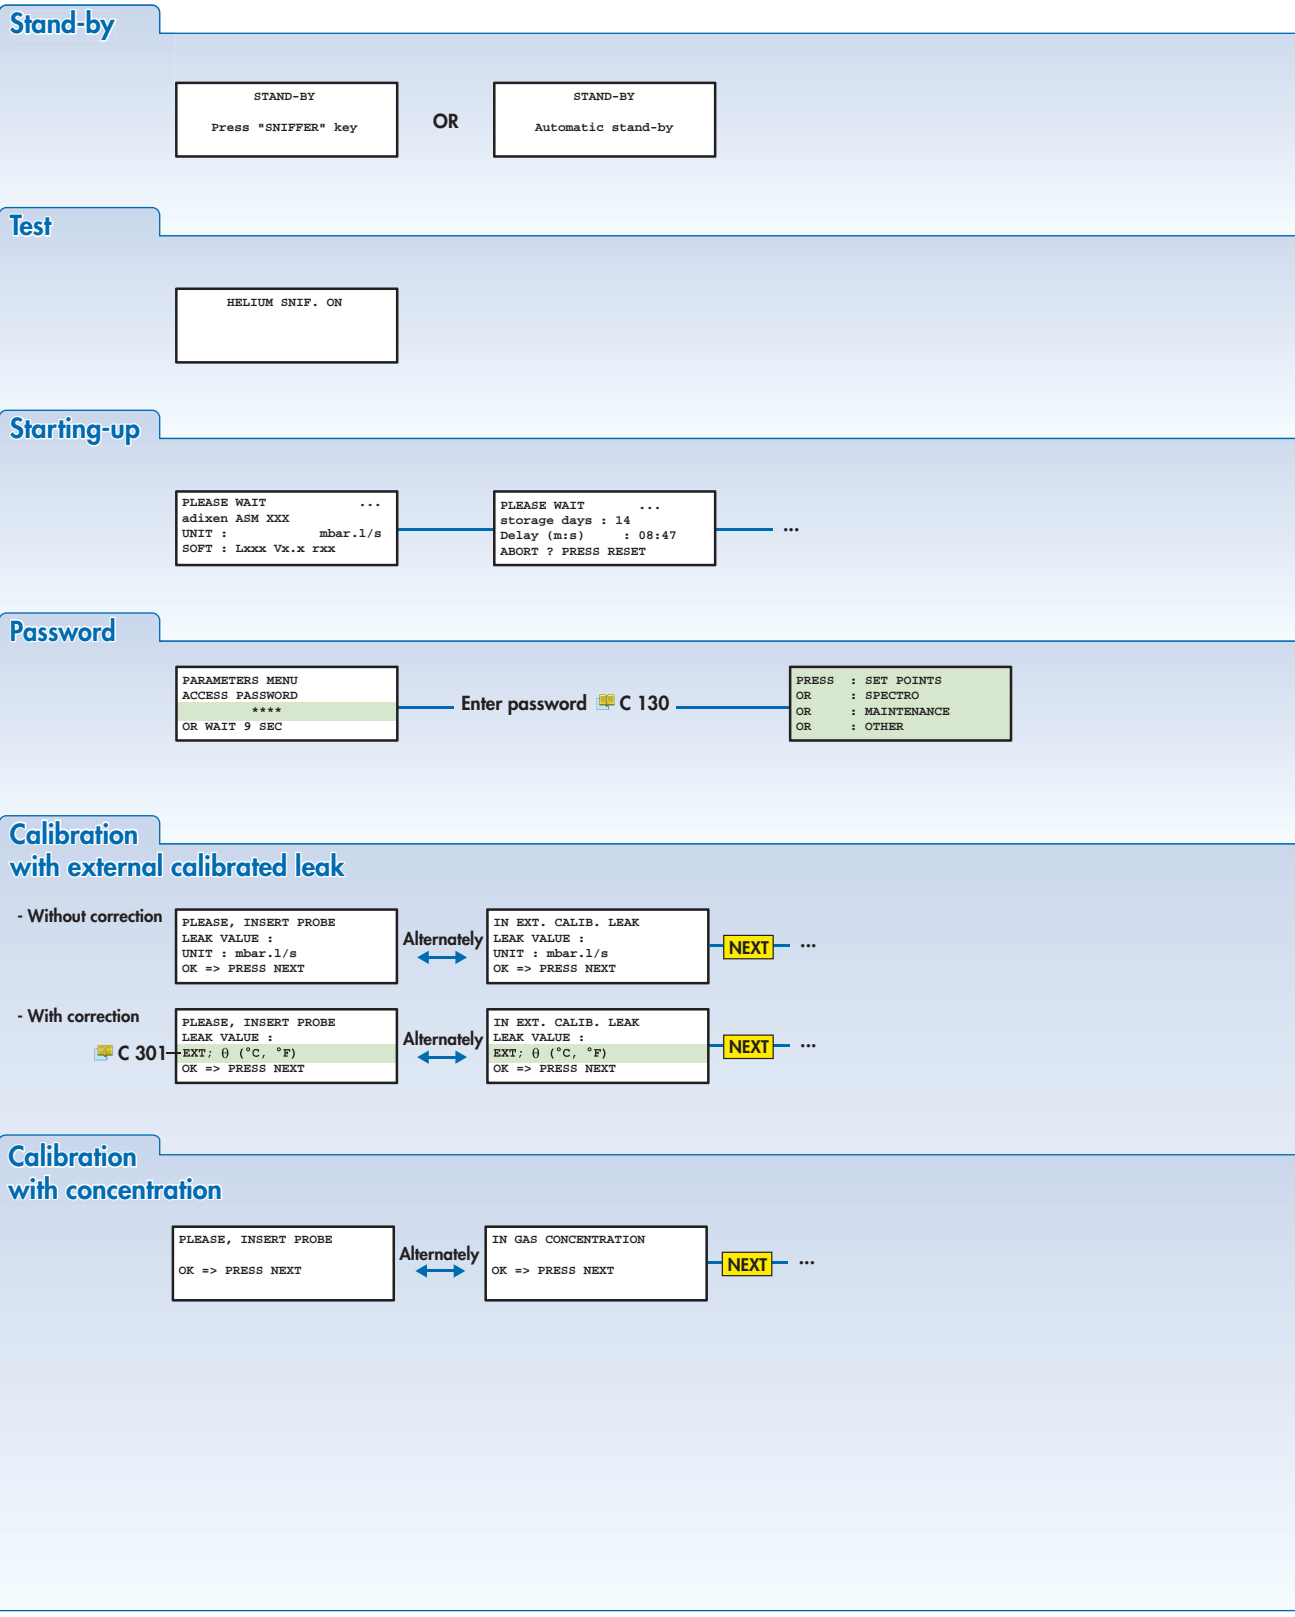 Stand-by
STAND-BY
Press "SNIFFER" key
OR
STAND-BY
Automatic stand-by
Test
HELIUM SNIF. ON
Starting-up
PLEASE WAIT ...
adixen ASM XXX
UNIT : mbar.l/s
SOFT : Lxxx Vx.x rxx
PLEASE WAIT ...
storage days : 14
Delay (m:s) : 08:47
ABORT ? PRESS RESET
...
Password
PARAMETERS MENU
ACCESS PASSWORD
****
OR WAIT 9 SEC
Enter password C 130
PRESS : SET POINTS
OR : SPECTRO
OR : MAINTENANCE
OR : OTHER
Calibration
with external calibrated leak
- Without correction
PLEASE, INSERT PROBE
LEAK VALUE :
UNIT : mbar.l/s
OK => PRESS NEXT
Alternately
IN EXT. CALIB. LEAK
LEAK VALUE :
UNIT : mbar.l/s
OK => PRESS NEXT
NEXT ...
- With correction
C 301
PLEASE, INSERT PROBE
LEAK VALUE :
EXT; θ (°C, °F)
OK => PRESS NEXT
Alternately
IN EXT. CALIB. LEAK
LEAK VALUE :
EXT; θ (°C, °F)
OK => PRESS NEXT
NEXT ...
Calibration
with concentration
PLEASE, INSERT PROBE
OK => PRESS NEXT
Alternately
IN GAS CONCENTRATION
OK => PRESS NEXT
NEXT ...